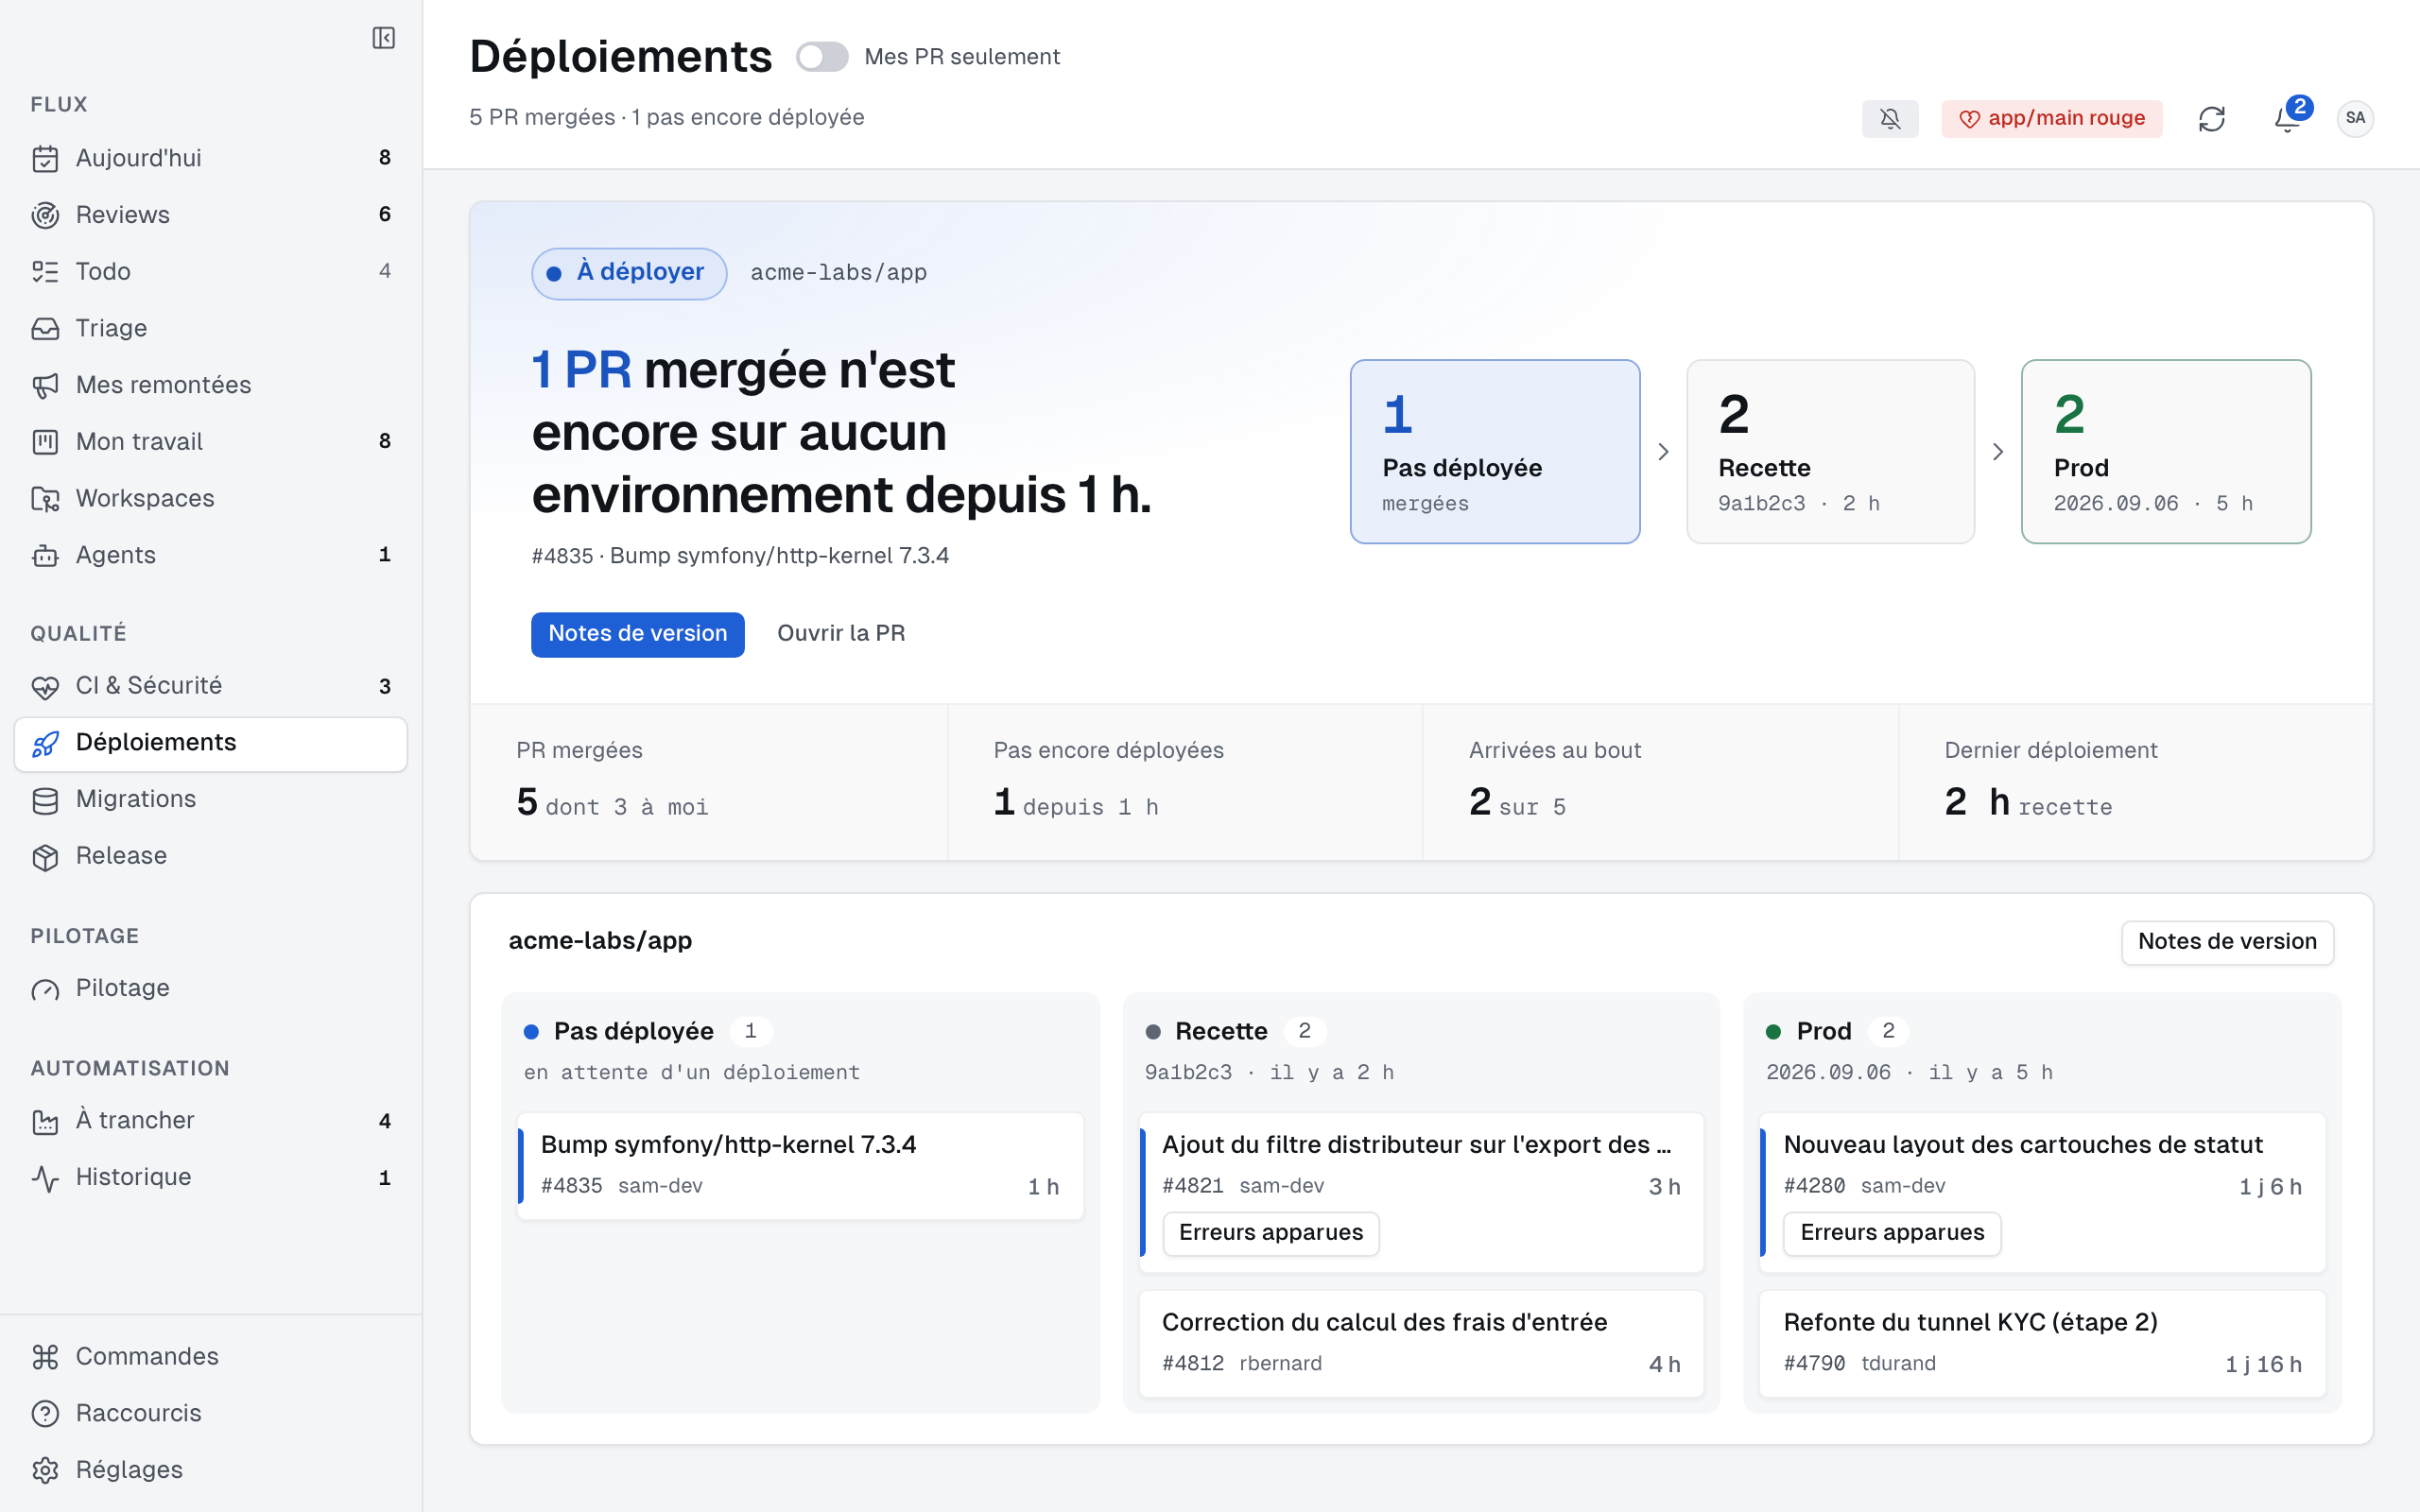 FLUX
Aujourd'hui 8
Reviews 6
Todo 4
Triage
Mes remontées
Mon travail 8
Workspaces
Agents 1
QUALITÉ
CI & Sécurité 3
Déploiements
Migrations
Release
PILOTAGE
Pilotage
AUTOMATISATION
À trancher 4
Historique 1
Commandes
Raccourcis
Réglages
Déploiements Mes PR seulement
5 PR mergées · 1 pas encore déployée
app/main rouge 2 SA
À déployer acme-labs/app
1 PR mergée n'est
encore sur aucun
environnement depuis 1 h.
#4835 · Bump symfony/http-kernel 7.3.4
Notes de version Ouvrir la PR
1
Pas déployée
mergées
2
Recette
9a1b2c3 · 2 h
2
Prod
2026.09.06 · 5 h
PR mergées
5 dont 3 à moi
Pas encore déployées
1 depuis 1 h
Arrivées au bout
2 sur 5
Dernier déploiement
2 h recette
acme-labs/app Notes de version
Pas déployée 1
en attente d'un déploiement
Bump symfony/http-kernel 7.3.4
#4835 sam-dev 1 h
Recette 2
9a1b2c3 · il y a 2 h
Ajout du filtre distributeur sur l'export des ...
#4821 sam-dev 3 h
Erreurs apparues
Correction du calcul des frais d'entrée
#4812 rbernard 4 h
Prod 2
2026.09.06 · il y a 5 h
Nouveau layout des cartouches de statut
#4280 sam-dev 1 j 6 h
Erreurs apparues
Refonte du tunnel KYC (étape 2)
#4790 tdurand 1 j 16 h